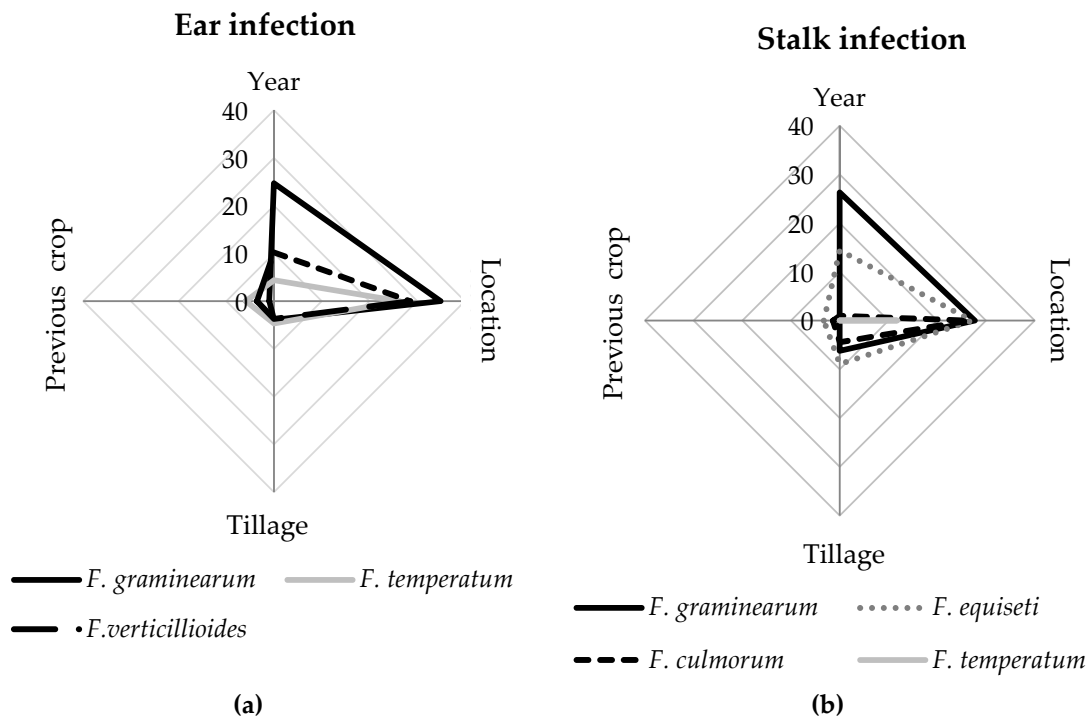 Ear infection
Year
40
30
20
10
0
Previous crop
Location
Tillage
F. graminearum
F. temperatum
F.verticillioides
(a)
Stalk infection
Year
40
30
20
10
0
Previous crop
Location
Tillage
F. graminearum
F. equiseti
F. culmorum
F. temperatum
(b)